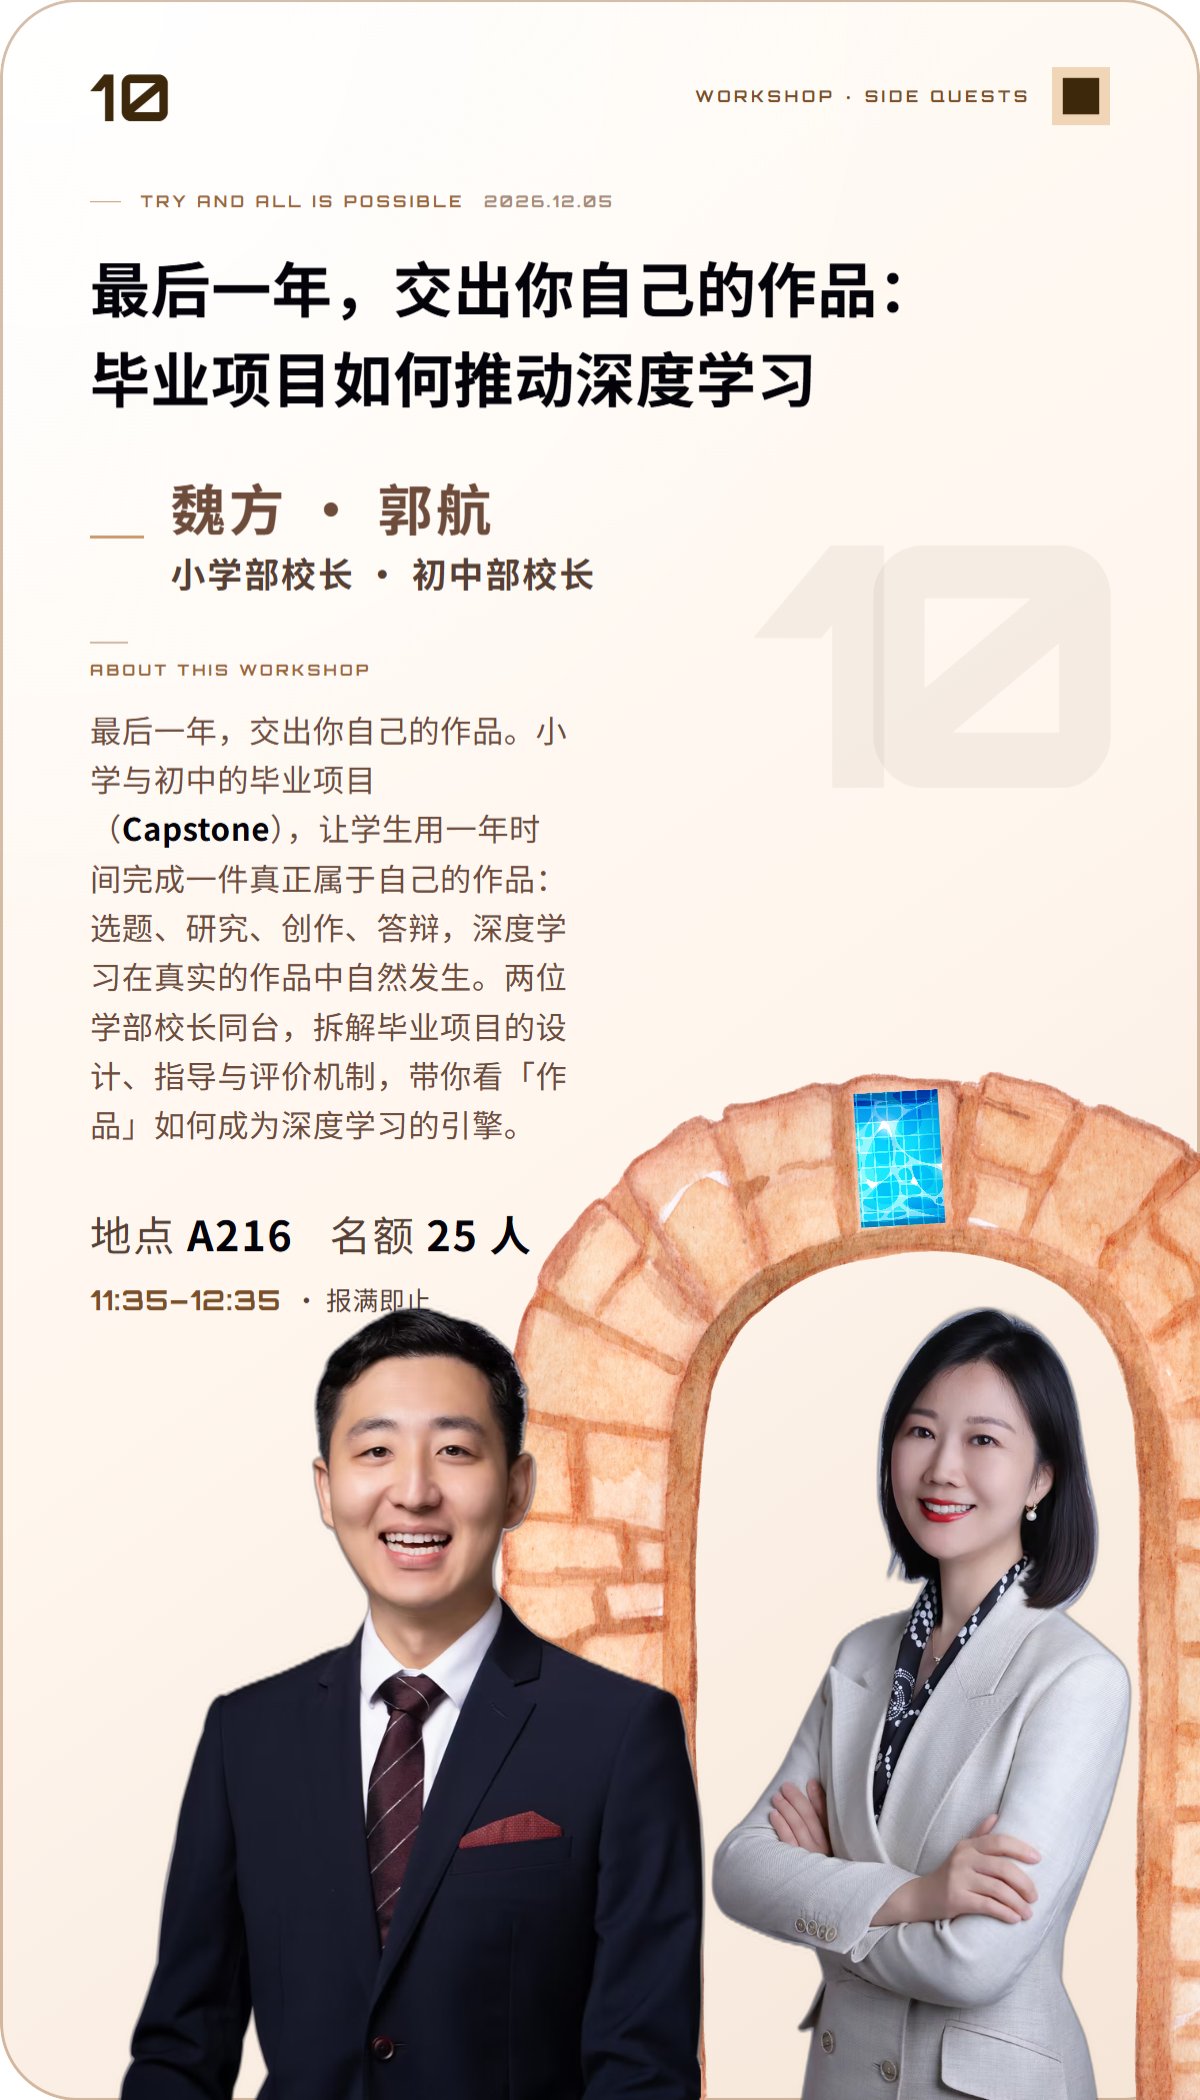 10
WORKSHOP · SIDE QUESTS
TRY AND ALL IS POSSIBLE 2026.12.05
最后一年，交出你自己的作品：
毕业项目如何推动深度学习
魏方 · 郭航
小学部校长 · 初中部校长
10
ABOUT THIS WORKSHOP
最后一年，交出你自己的作品。小
学与初中的毕业项目
（Capstone），让学生用一年时
间完成一件真正属于自己的作品：
选题、研究、创作、答辩，深度学
习在真实的作品中自然发生。两位
学部校长同台，拆解毕业项目的设
计、指导与评价机制，带你看「作
品」如何成为深度学习的引擎。
地点 A216 名额 25 人
11:35–12:35 · 报满即止